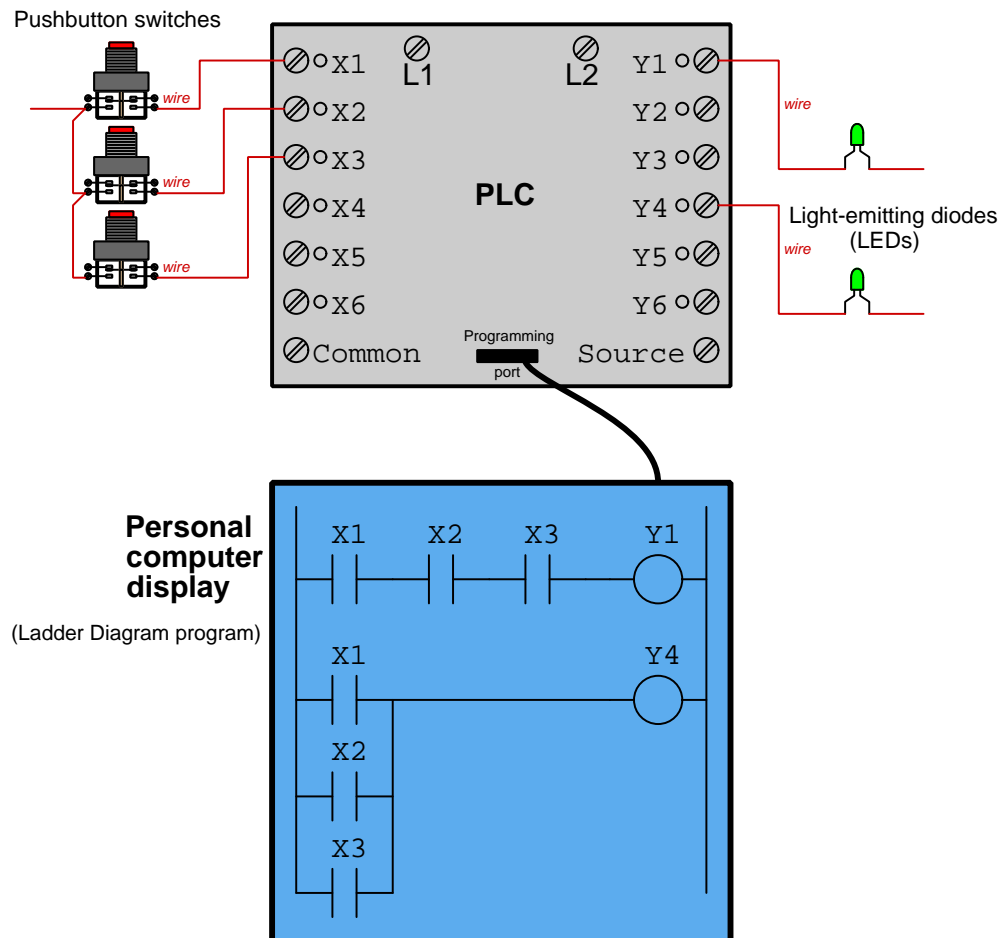 Pushbutton switches
L1
L2
X1
Y1
wire
wire
X2
Y2
wire
X3
Y3
PLC
X4
Y4
Light-emitting diodes
(LEDs)
wire
wire
X5
Y5
X6
Y6
Programming
port
Common
Source
Personal
computer
display
(Ladder Diagram program)
X1 X2 X3 Y1
X1 Y4
X2
X3